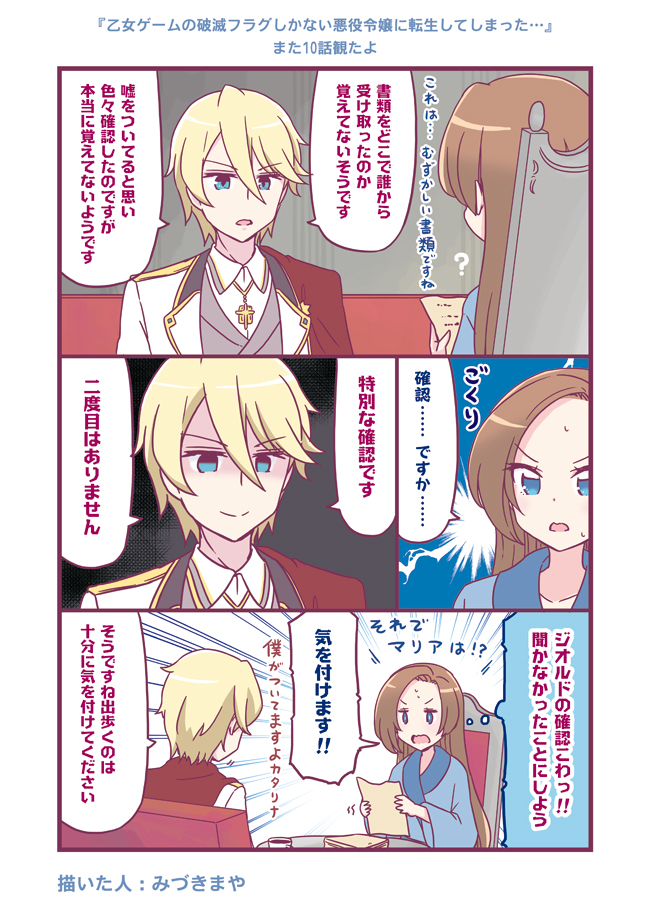 『乙女ゲームの破滅フラグしかない悪役令嬢に転生してしまった…』
また10話観たよ
これは…むずかしい書類ですね
?
書類をどこで誰から
受け取ったのか
覚えてないそうです
嘘をついてると思い
色々確認したのですが
本当に覚えてないようです
ごくり
確認……ですか……
特別な確認です
二度目はありません
ジオルドの確認こわっ!!
聞かなかったことにしよう
それで
マリアは!?
気を付けます!!
僕がついてますよカタリナ
そうですね出歩くのは
十分に気を付けてください
描いた人：みづきまや